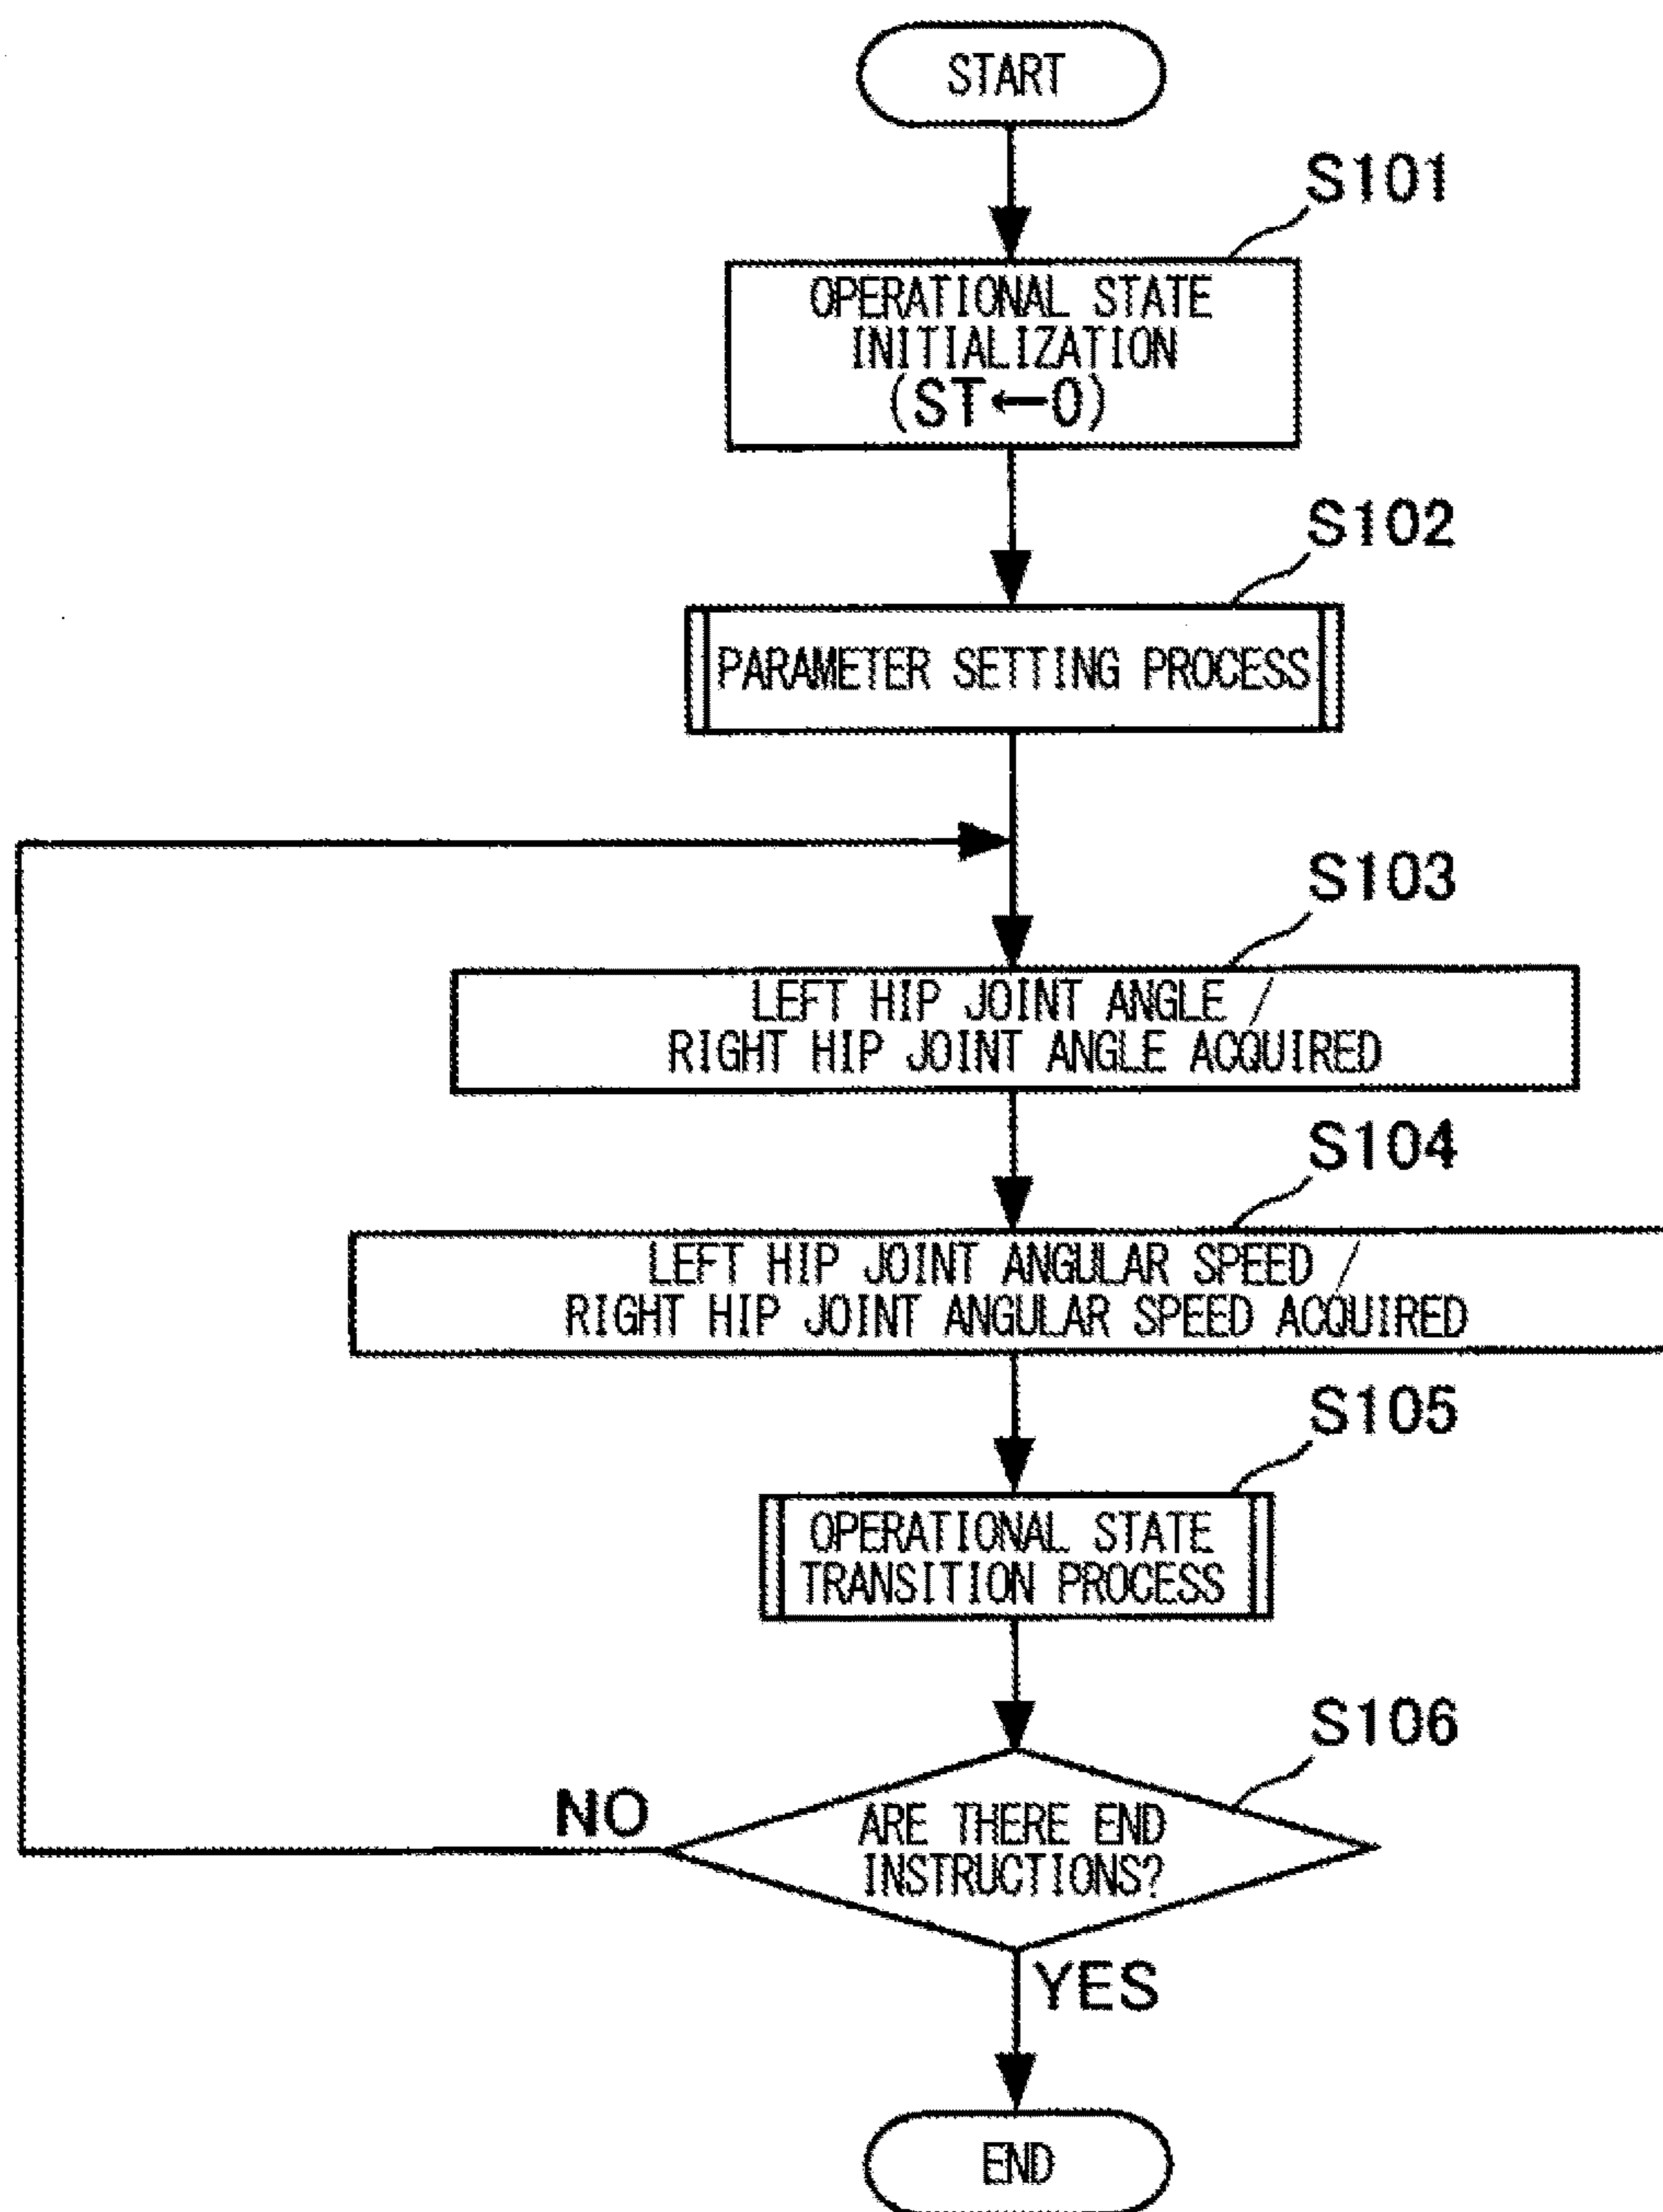 START
S101
OPERATIONAL STATE
INITIALIZATION
(ST←0)
S102
PARAMETER SETTING PROCESS
S103
LEFT HIP JOINT ANGLE
RIGHT HIP JOINT ANGLE ACQUIRED
S104
LEFT HIP JOINT ANGULAR SPEED
RIGHT HIP JOINT ANGULAR SPEED ACQUIRED
S105
OPERATIONAL STATE
TRANSITION PROCESS
S106
NO
ARE THERE END
INSTRUCTIONS?
YES
END